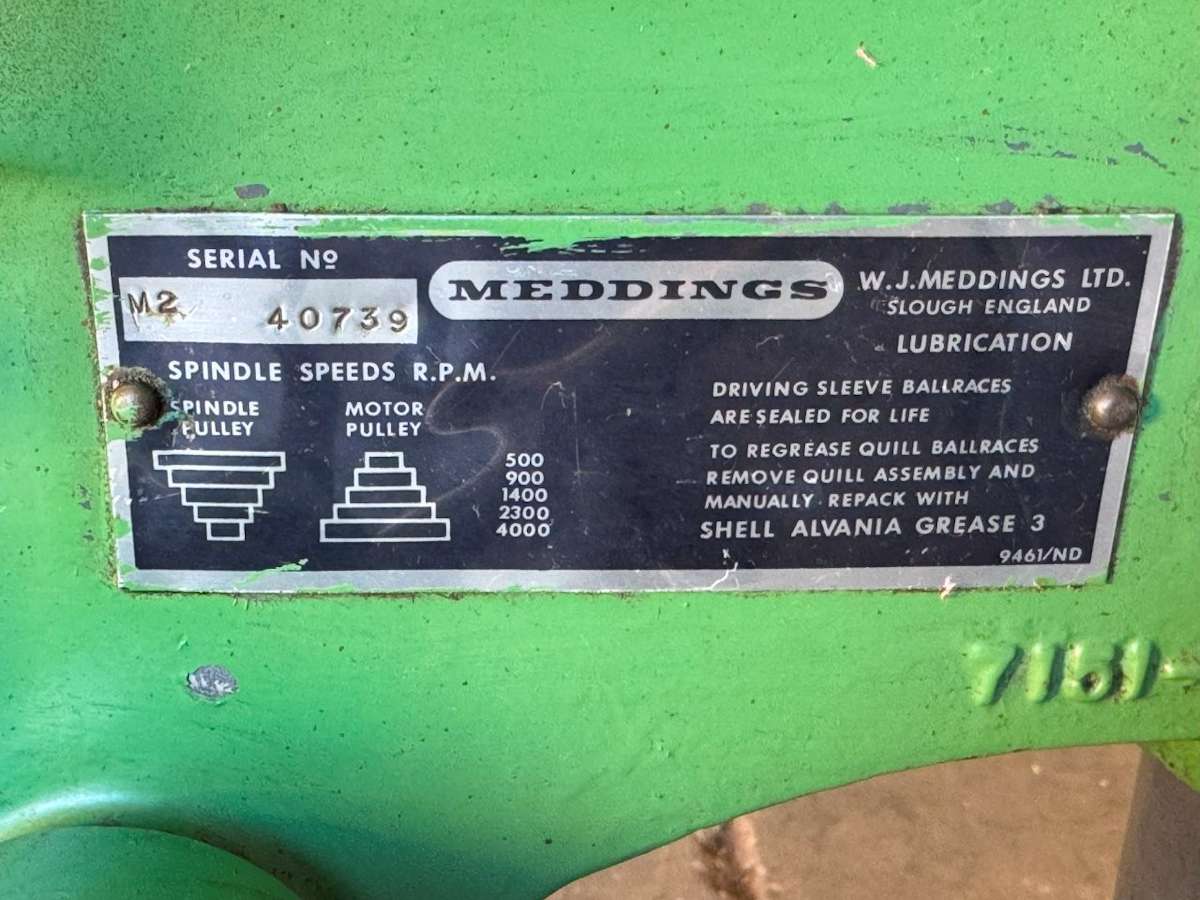 SERIAL Nº
M2 40739
MEDDINGS
W.J.MEDDINGS LTD.
SLOUGH ENGLAND
SPINDLE SPEEDS R.P.M.
SPINDLE PULLEY
MOTOR PULLEY
500
900
1400
2300
4000
LUBRICATION
DRIVING SLEEVE BALLRACES
ARE SEALED FOR LIFE
TO REGREASE QUILL BALLRACES
REMOVE QUILL ASSEMBLY AND
MANUALLY REPACK WITH
SHELL ALVANIA GREASE 3
9461/ND
7151-